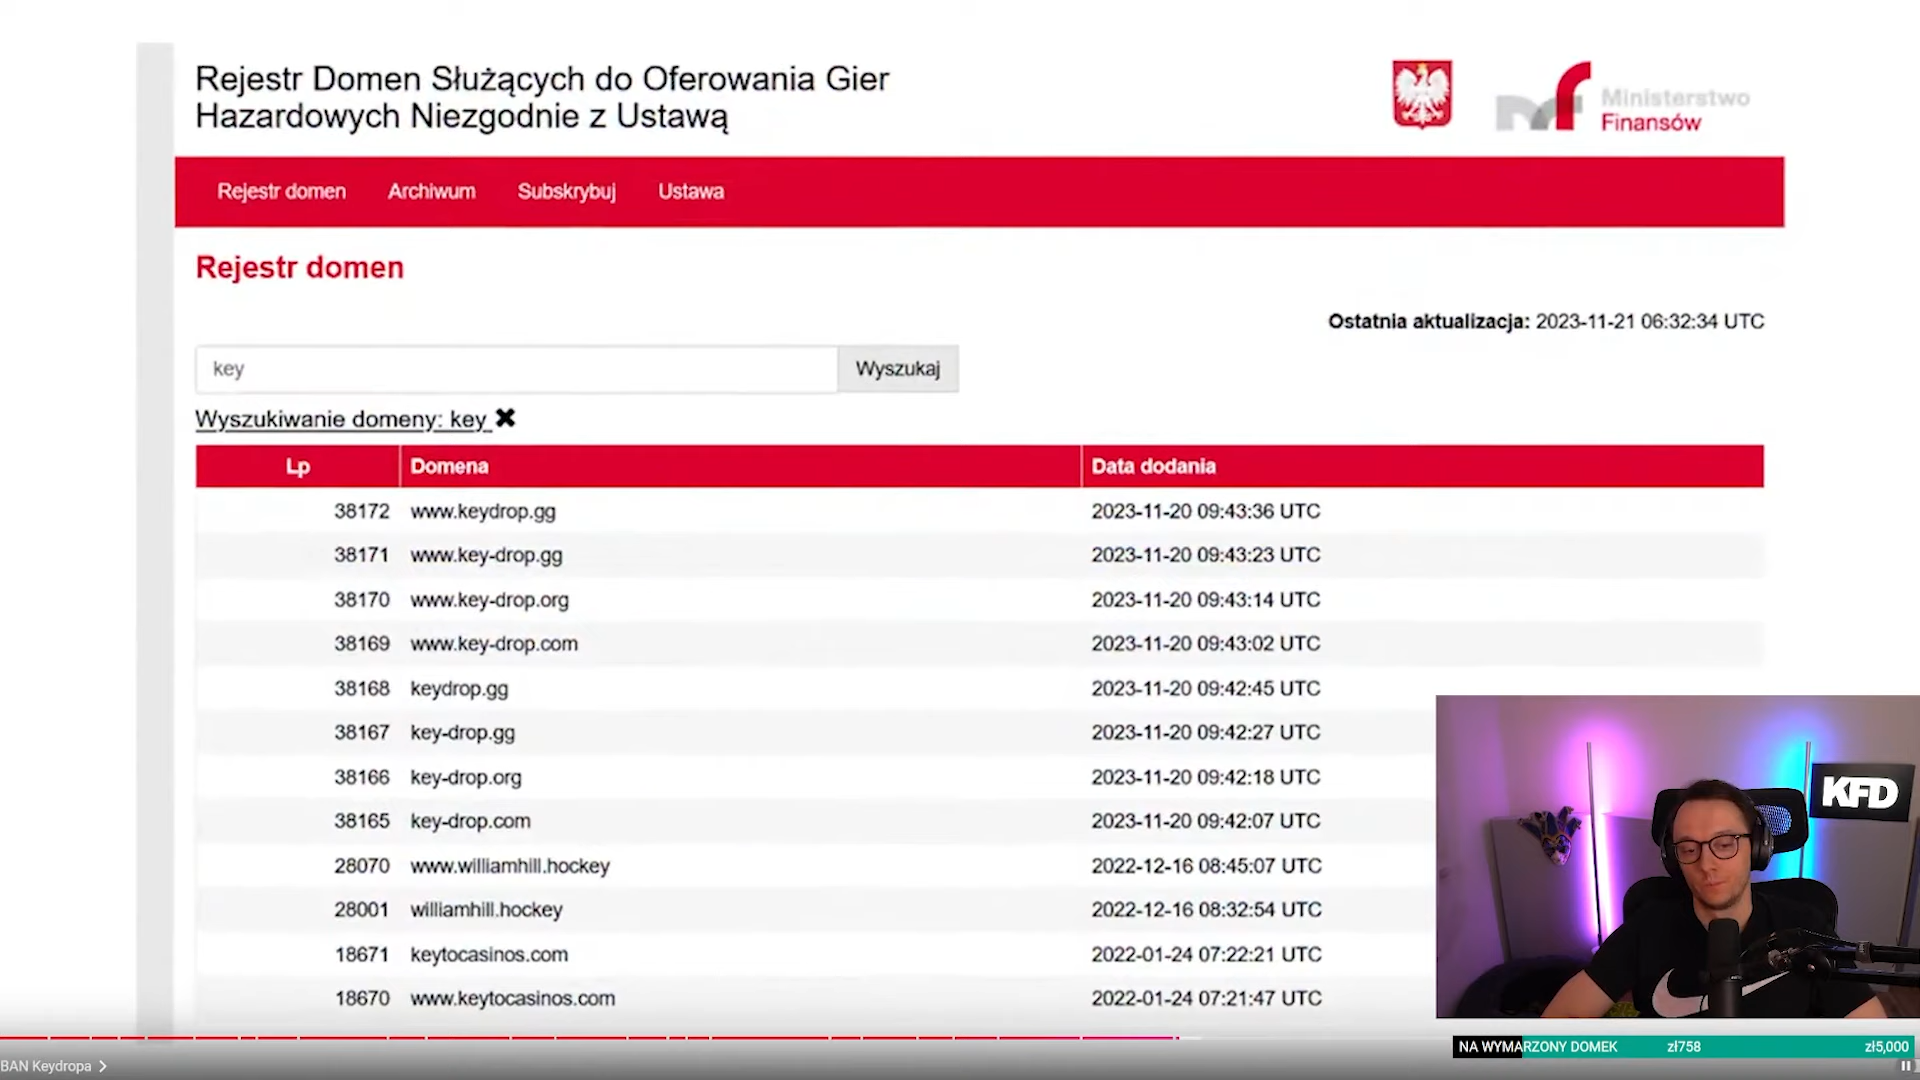 Rejestr Domen Służących do Oferowania Gier
Hazardowych Niezgodnie z Ustawą
Ministerstwo
Finansów
Rejestr domen Archiwum Subskrybuj Ustawa
Rejestr domen
Ostatnia aktualizacja: 2023-11-21 06:32:34 UTC
key Wyszukaj
Wyszukiwanie domeny: key ✖
Lp Domena Data dodania
38172 www.keydrop.gg 2023-11-20 09:43:36 UTC
38171 www.key-drop.gg 2023-11-20 09:43:23 UTC
38170 www.key-drop.org 2023-11-20 09:43:14 UTC
38169 www.key-drop.com 2023-11-20 09:43:02 UTC
38168 keydrop.gg 2023-11-20 09:42:45 UTC
38167 key-drop.gg 2023-11-20 09:42:27 UTC
38166 key-drop.org 2023-11-20 09:42:18 UTC
38165 key-drop.com 2023-11-20 09:42:07 UTC
28070 www.williamhill.hockey 2022-12-16 08:45:07 UTC
28001 williamhill.hockey 2022-12-16 08:32:54 UTC
18671 keytocasinos.com 2022-01-24 07:22:21 UTC
18670 www.keytocasinos.com 2022-01-24 07:21:47 UTC
KFD
NA WYMARZONY DOMEK zł758 zł5,000
BAN Keydropa